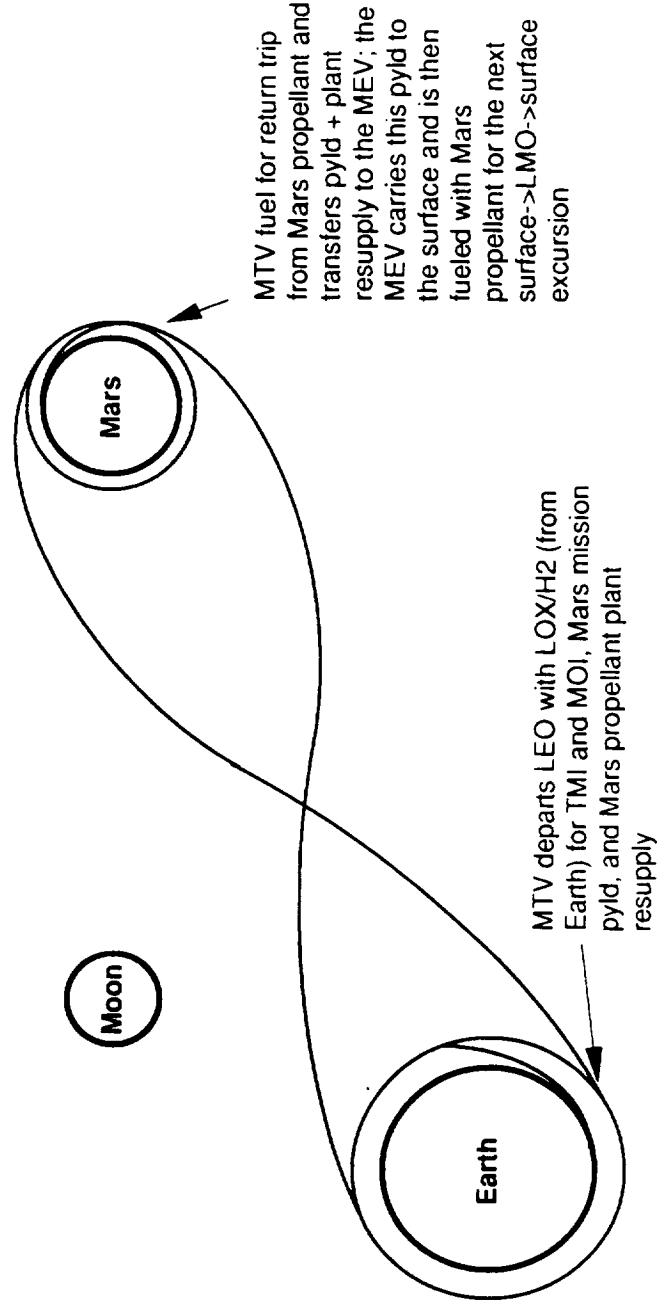 Moon
Mars
MTV fuel for return trip
from Mars propellant and
transfers pyld + plant
resupply to the MEV; the
MEV carries this pyld to
the surface and is then
fueled with Mars
propellant for the next
surface->LMO->surface
excursion
Earth
MTV departs LEO with LOX/H2 (from
Earth) for TMI and MOI, Mars mission
pyld, and Mars propellant plant
resupply